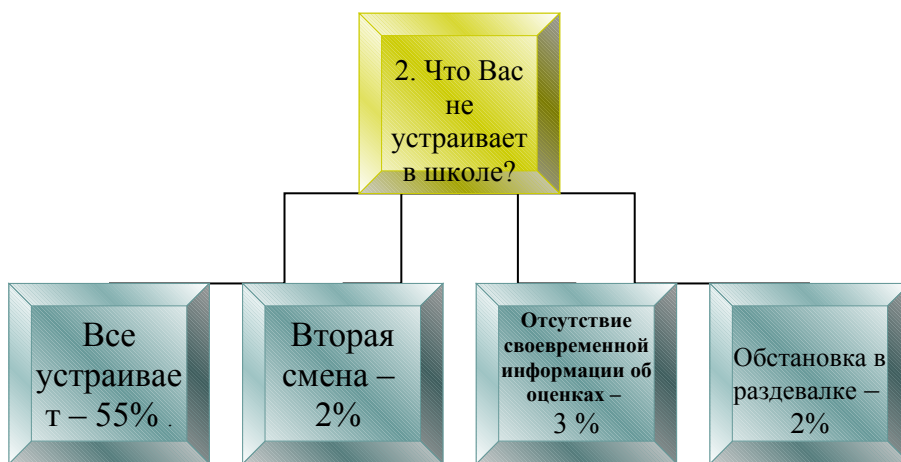 2. Что Вас
не
устраивает
в школе?
Все
устраивае
т – 55% .
Вторая
смена –
2%
Отсутствие
своевременной
информации об
оценках –
3 %
Обстановка в
раздевалке –
2%